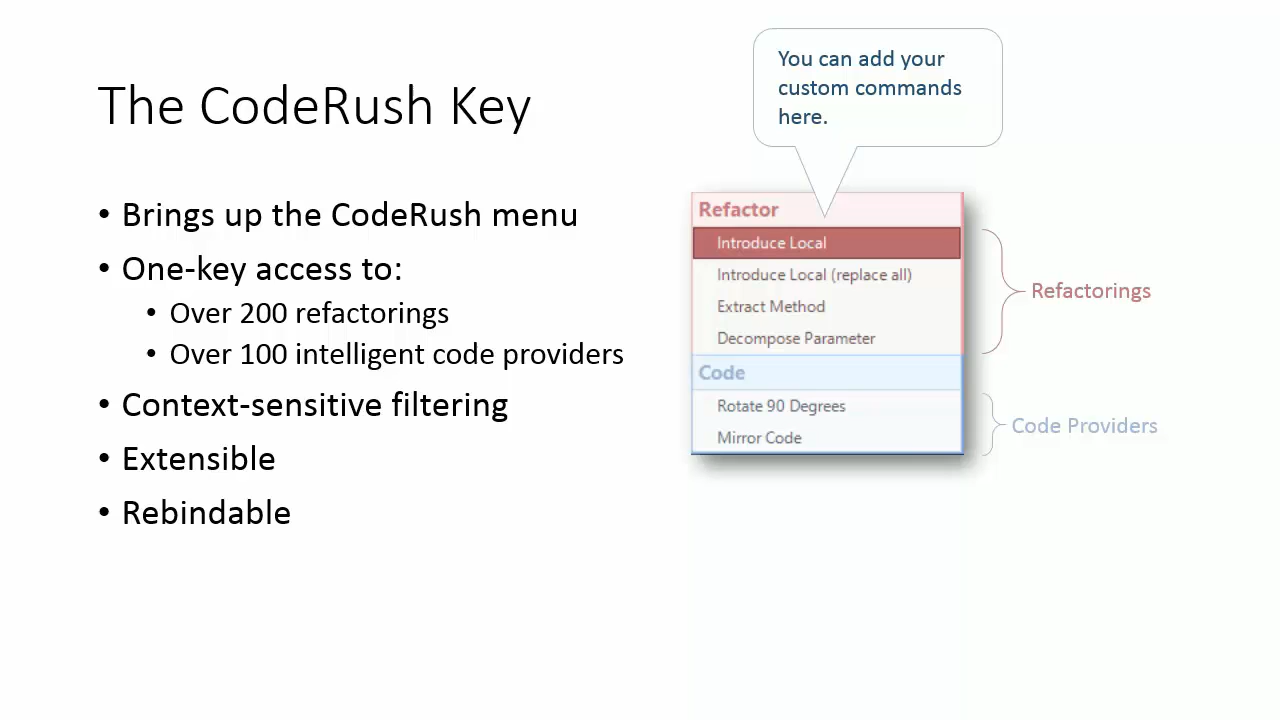 The CodeRush Key
• Brings up the CodeRush menu
• One-key access to:
• Over 200 refactorings
• Over 100 intelligent code providers
• Context-sensitive filtering
• Extensible
• Rebindable
You can add your
custom commands
here.
Refactor
Introduce Local
Introduce Local (replace all)
Extract Method
Decompose Parameter
Code
Rotate 90 Degrees
Mirror Code
Refactorings
Code Providers